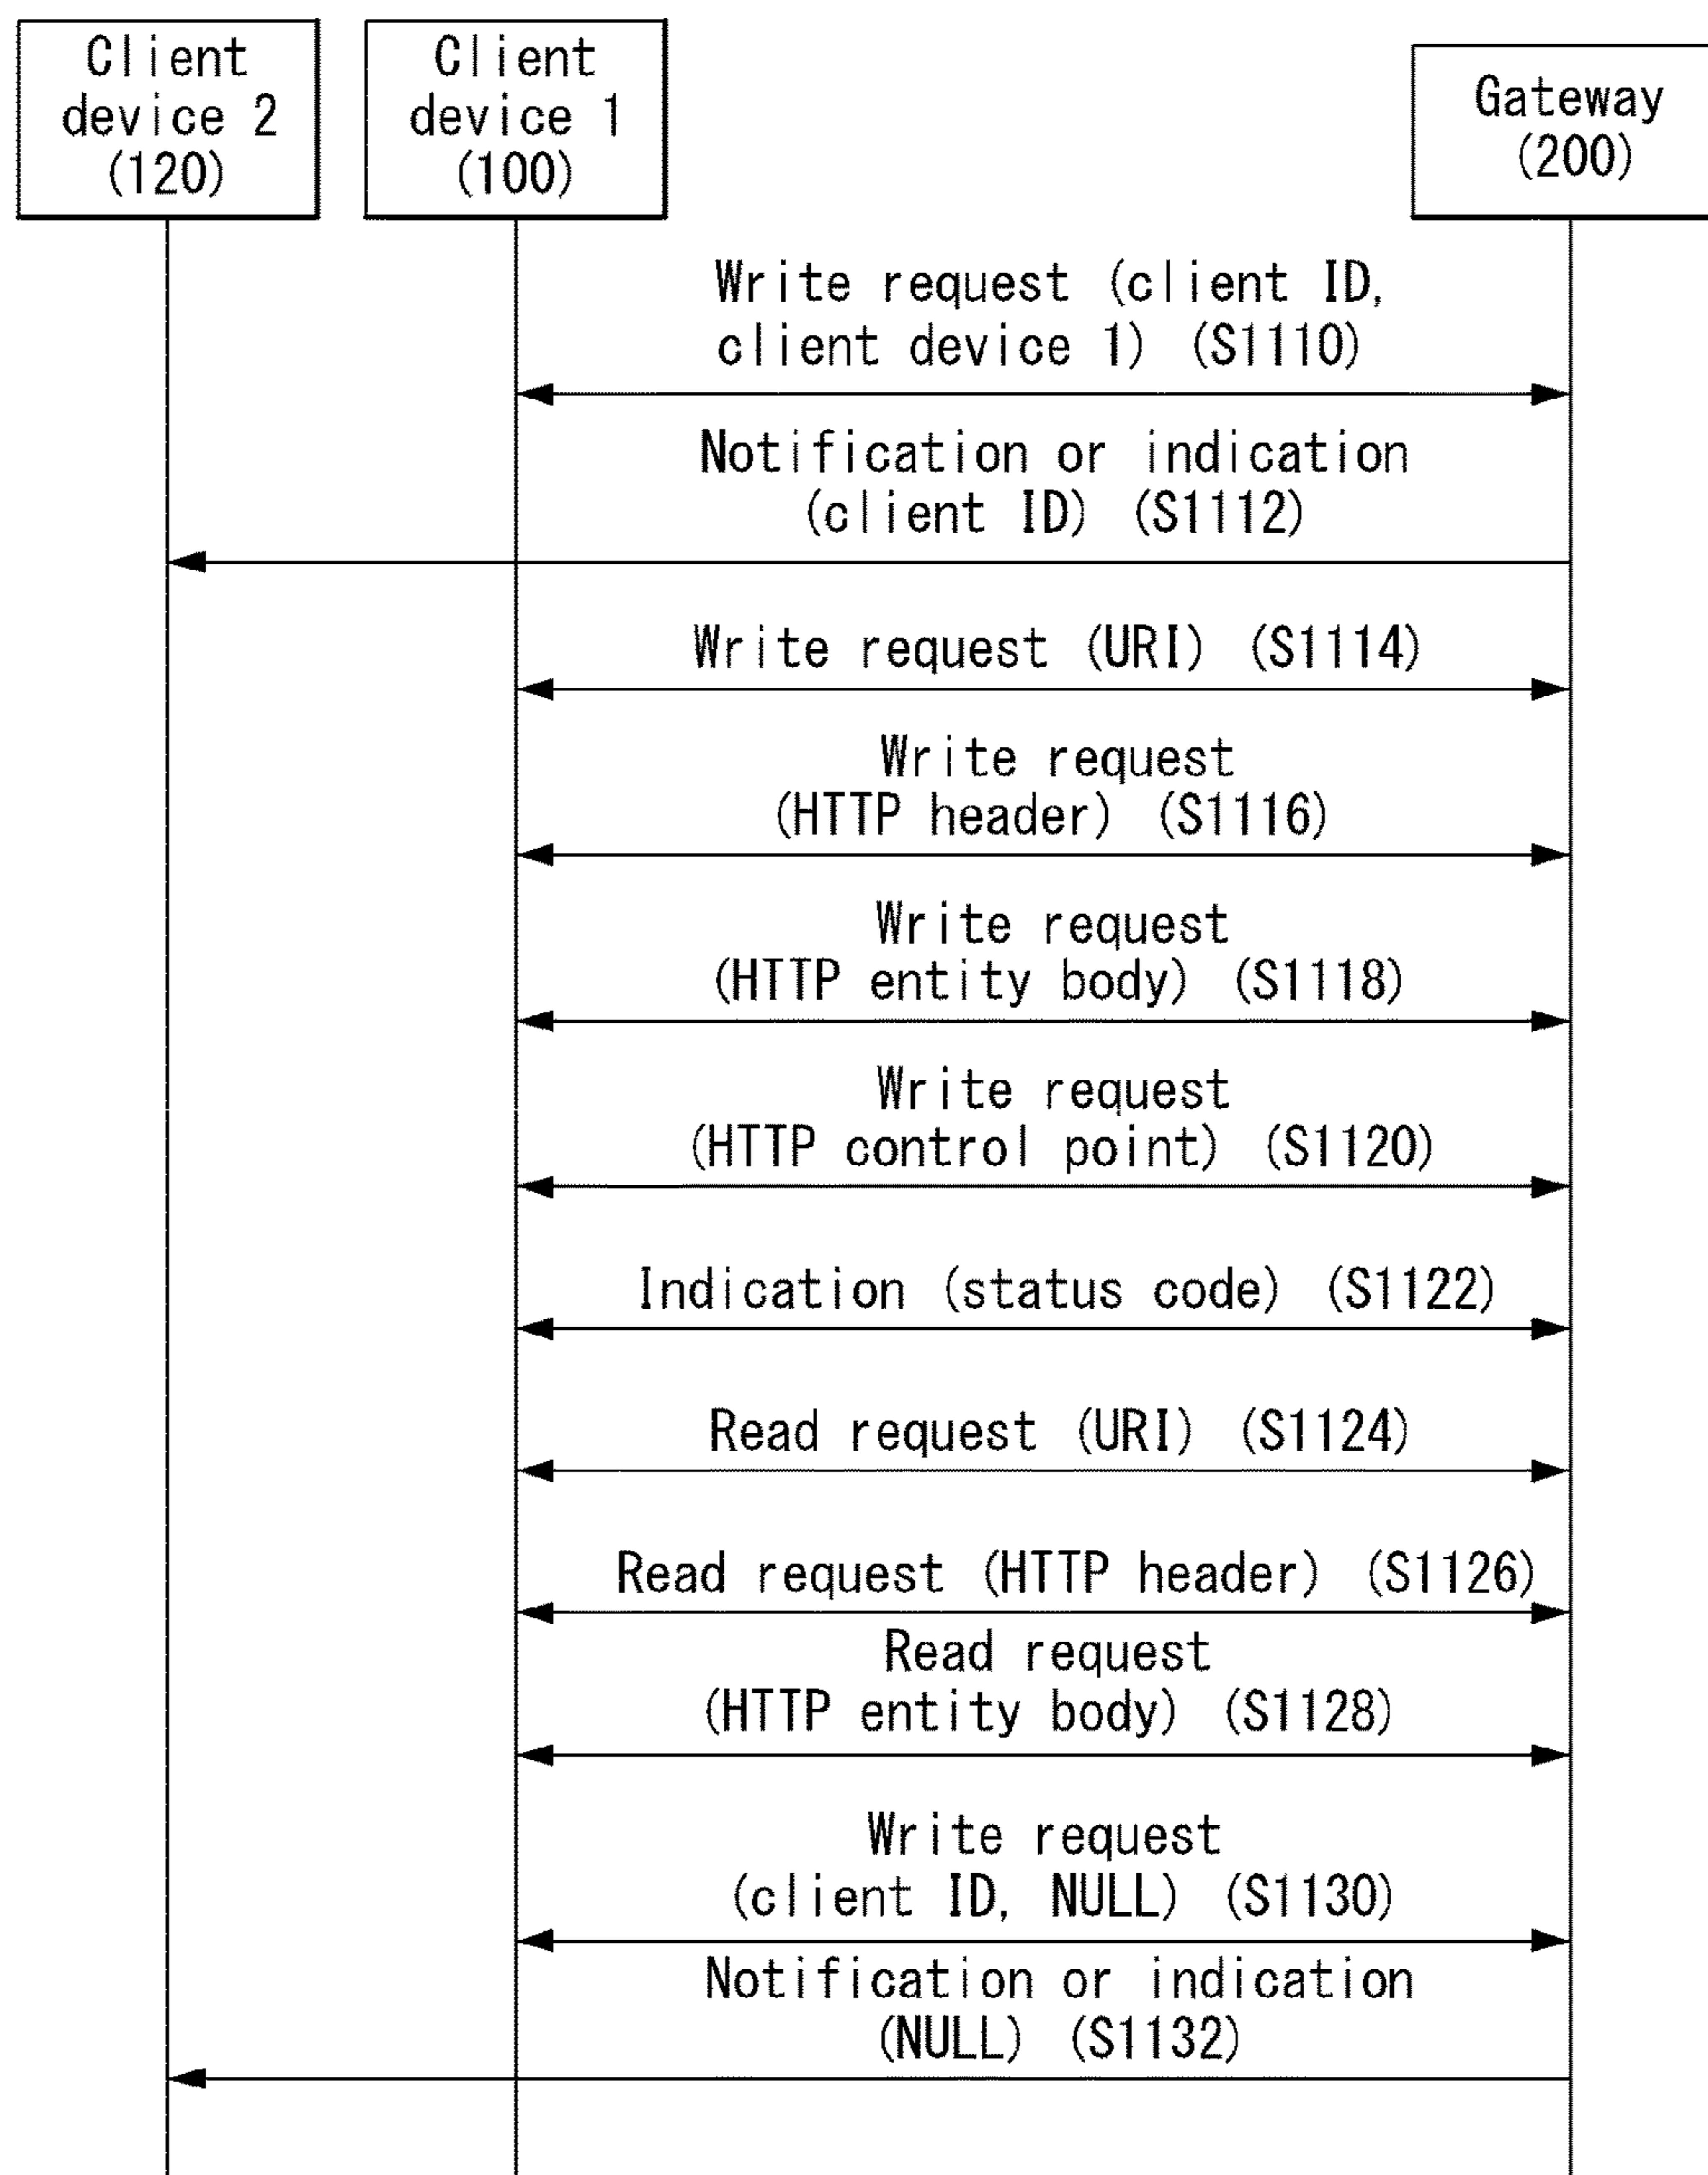 Client
device 2
(120)
Client
device 1
(100)
Gateway
(200)
Write request (client ID,
client device 1) (S1110)
Notification or indication
(client ID) (S1112)
Write request (URI) (S1114)
Write request
(HTTP header) (S1116)
Write request
(HTTP entity body) (S1118)
Write request
(HTTP control point) (S1120)
Indication (status code) (S1122)
Read request (URI) (S1124)
Read request (HTTP header) (S1126)
Read request
(HTTP entity body) (S1128)
Write request
(client ID, NULL) (S1130)
Notification or indication
(NULL) (S1132)